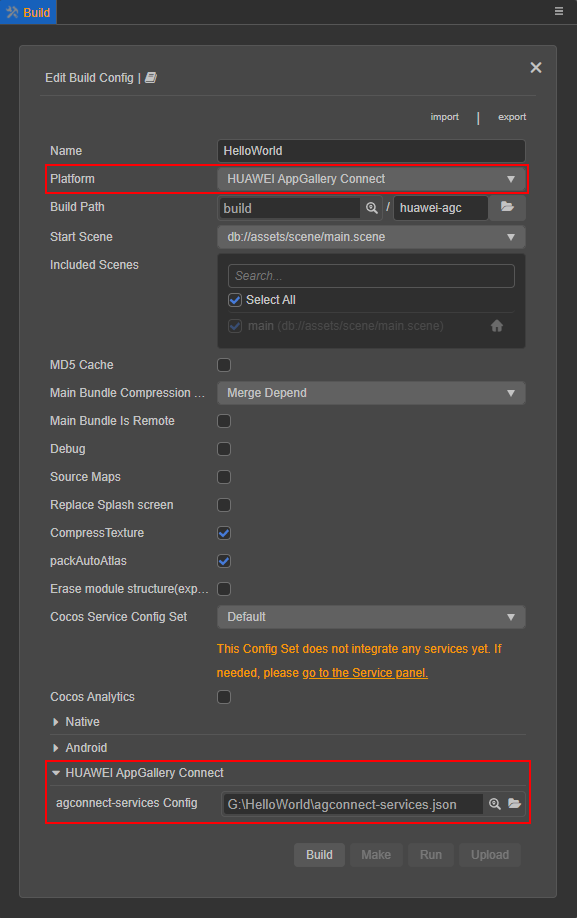 Build
Edit Build Config |
import | export
Name HelloWorld
Platform HUAWEI AppGallery Connect
Build Path build / huawei-agc
Start Scene db://assets/scene/main.scene
Included Scenes
Search...
Select All
main (db://assets/scene/main.scene)
MD5 Cache
Main Bundle Compression ... Merge Depend
Main Bundle Is Remote
Debug
Source Maps
Replace Splash screen
CompressTexture
packAutoAtlas
Erase module structure(exp...
Cocos Service Config Set Default
This Config Set does not integrate any services yet. If
needed, please go to the Service panel.
Cocos Analytics
Native
Android
HUAWEI AppGallery Connect
agconnect-services Config G:\HelloWorld\agconnect-services.json
Build Make Run Upload